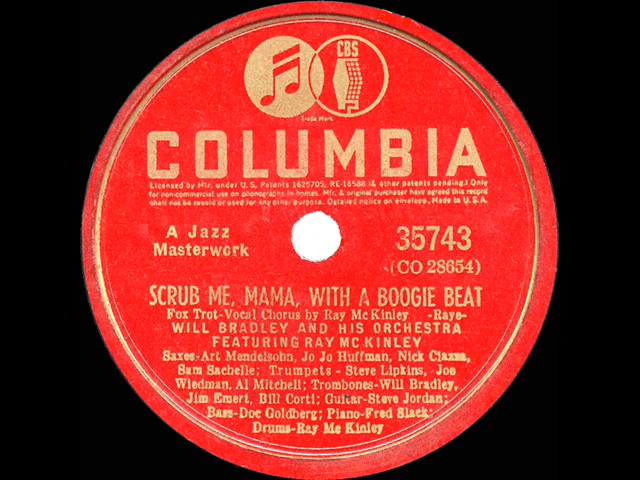 CBS
Trade Mark
COLUMBIA
Licensed by Mfr. under U.S. Patents 1625705, RE-16588 (& other patents pending.) Only
for non-commercial use on phonographs in homes. Mfr. & original purchaser have agreed this record
shall not be resold or used for any other purpose. Detailed notice on envelope. Made in U.S.A.
A Jazz
Masterwork
35743
(CO 28654)
SCRUB ME, MAMA, WITH A BOOGIE BEAT
Fox Trot-Vocal Chorus by Ray McKinley -Raye-
WILL BRADLEY AND HIS ORCHESTRA
FEATURING RAY MCKINLEY
Saxes-Art Mendelsohn, Jo Jo Huffman, Nick Ciazza,
Sam Sachelle; Trumpets - Steve Lipkins, Joe
Wiedman, Al Mitchell; Trombones-Will Bradley,
Jim Emert, Bill Corti; Guitar-Steve Jordan;
Bass-Doc Goldberg; Piano-Fred Slack;
Drums-Ray Mc Kinley